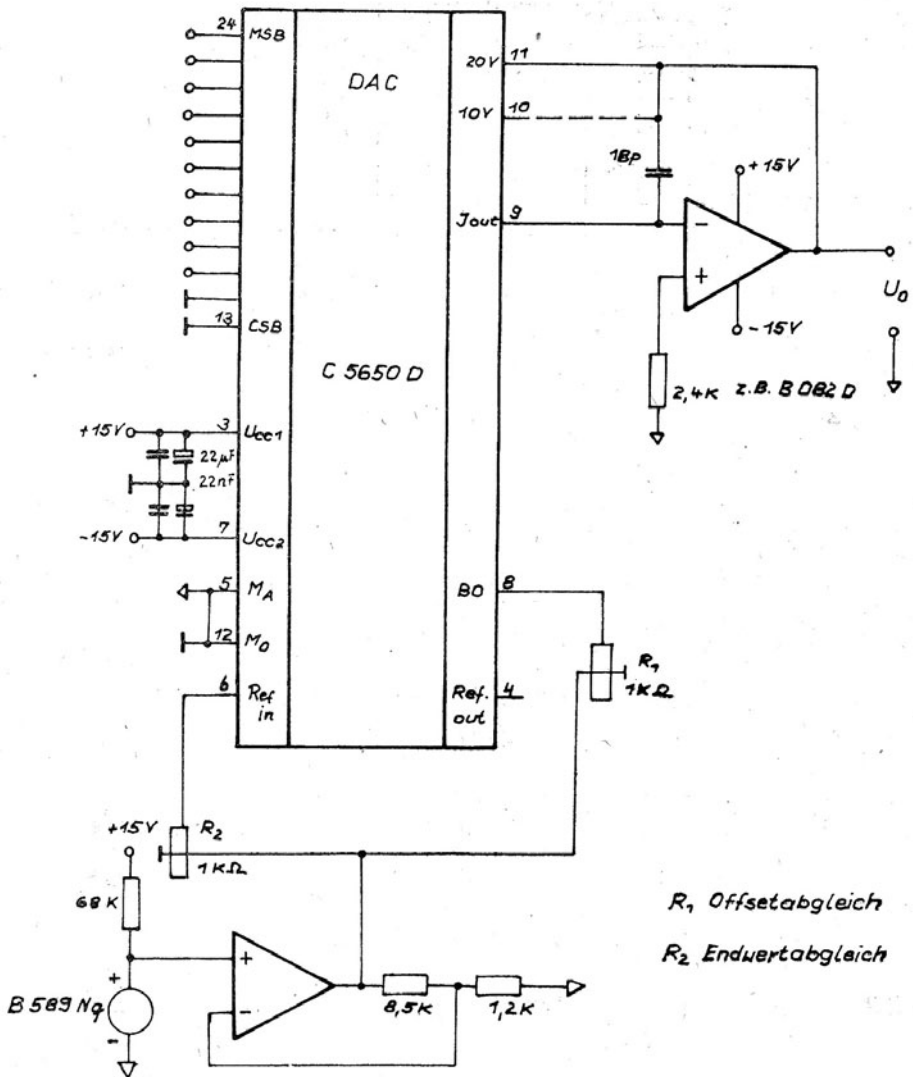 24 MSB
DAC
20V 11
10V 10
18p
+15V
Jout 9
-
+
U0
-15V
13 CSB
C 5650 D
2,4K z.B. B 082 D
+15V 3 Ucc1
22µF
22nF
-15V 7 Ucc2
5 MA
BO 8
12 MO
R1
1KΩ
6 Ref in
Ref. out 4
+15V
R2
1KΩ
68K
R1 Offsetabgleich
R2 Endwertabgleich
+
+
-
B 589 Nq
-
8,5K
1,2K